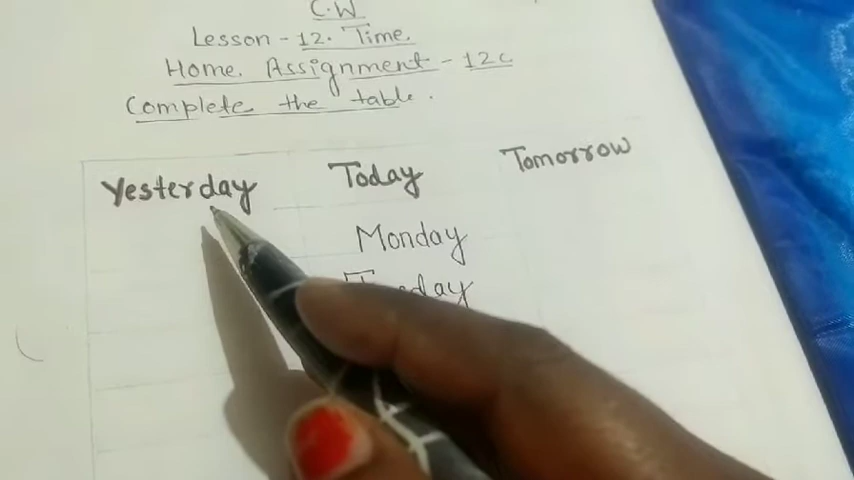 C.W
Lesson - 12. Time.
Home Assignment - 12c
Complete the table.
Yesterday Today Tomorrow
Monday